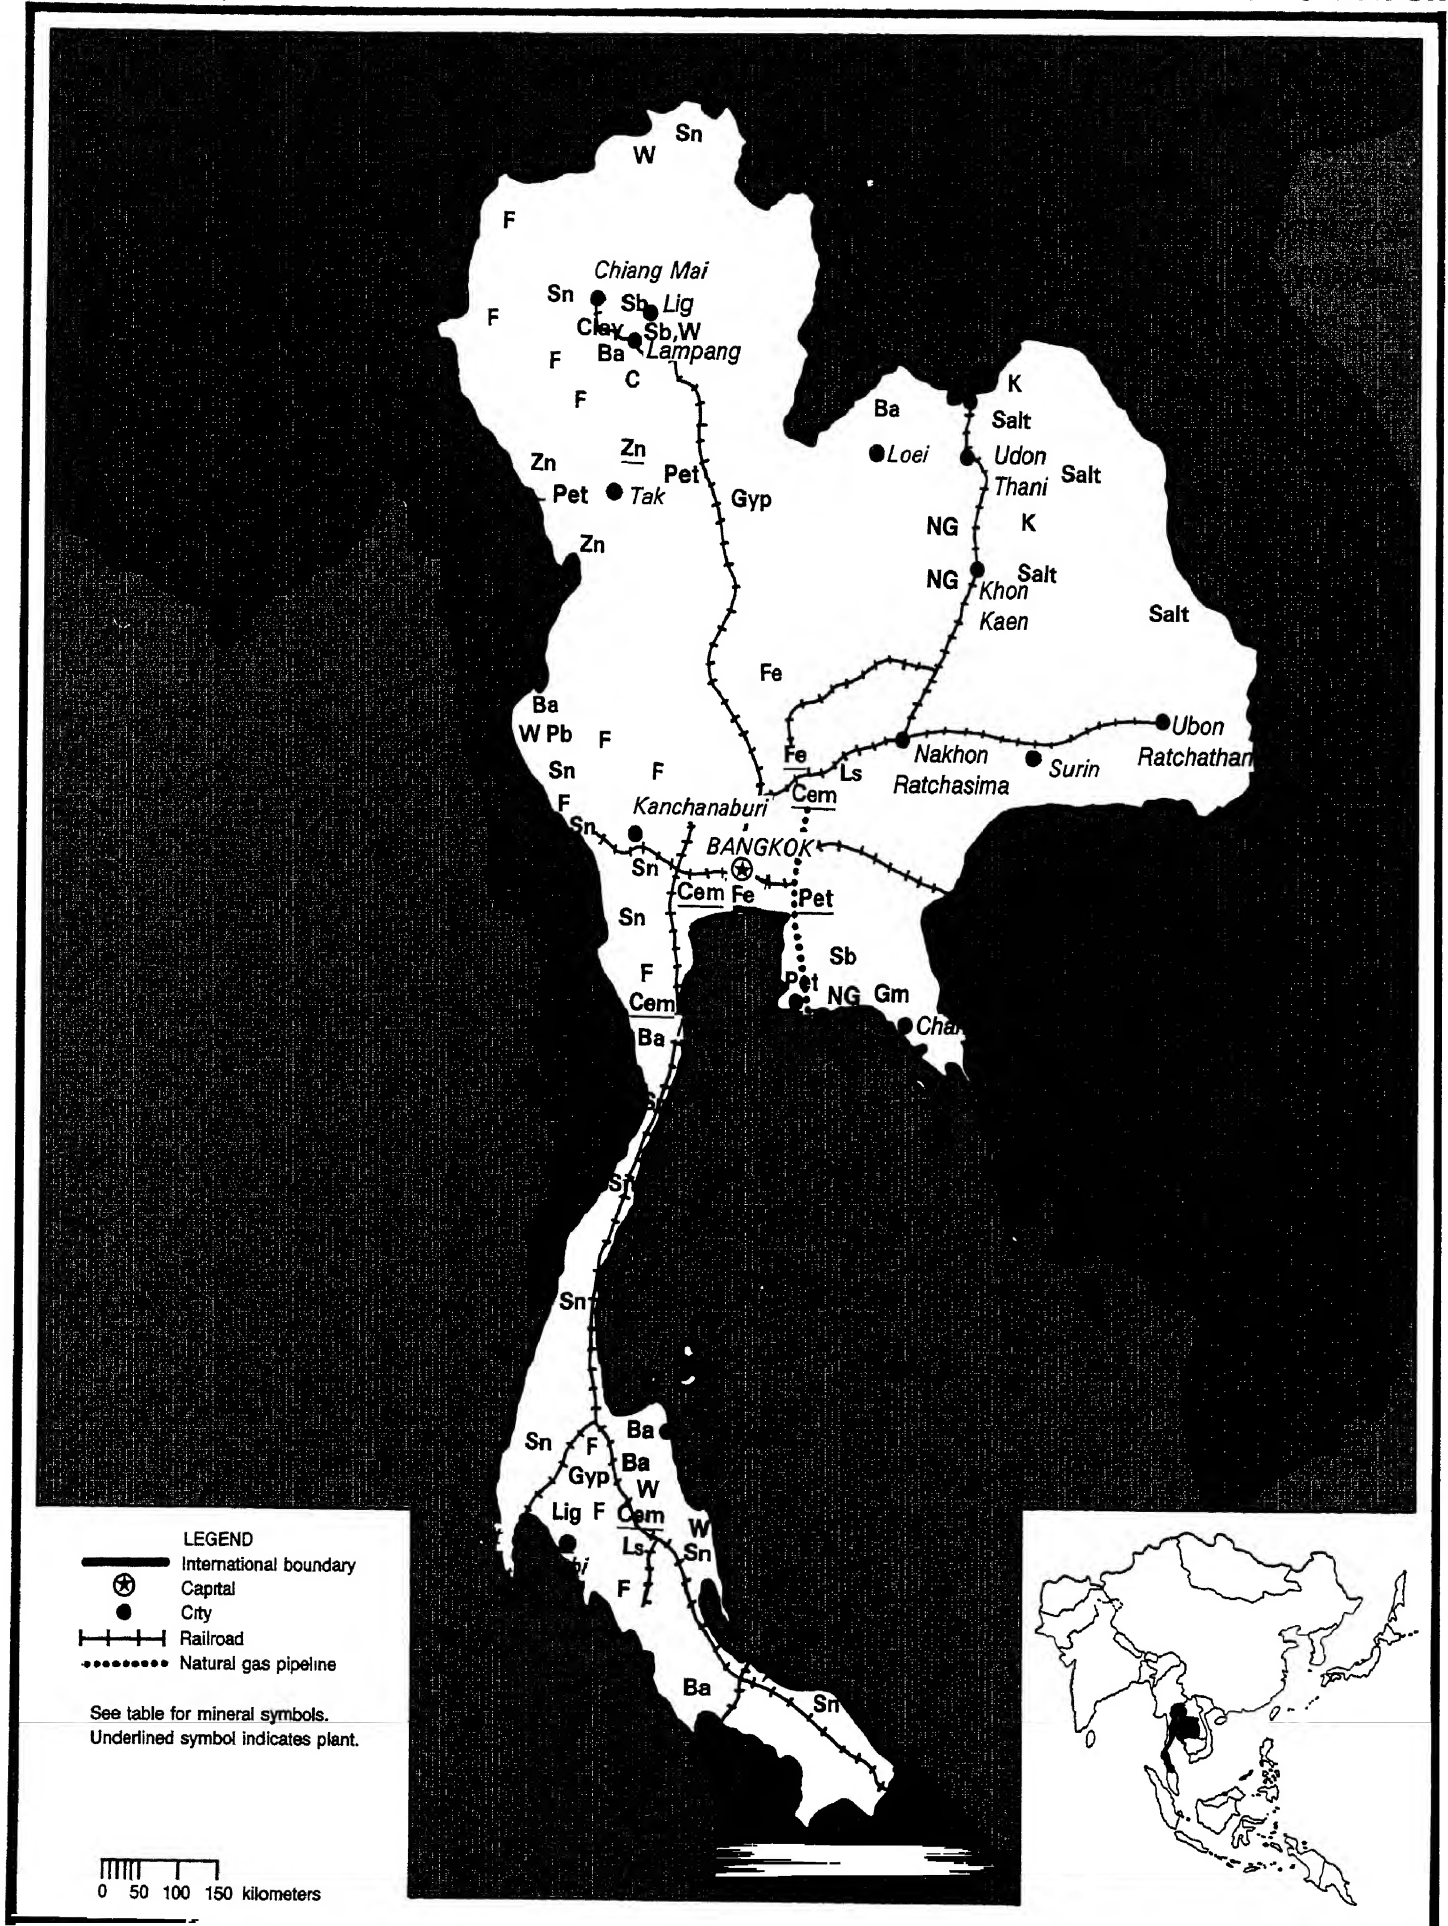 Sn
W
F
Chiang Mai
Sn
Sb
Lig
F
Clay
Sb,W
Ba
Lampang
F
C
F
K
Ba
Salt
Zn
Loei
Udon
Thani
Salt
Zn
Pet
Pet
Tak
Gyp
NG
K
Zn
NG
Salt
Khon
Kaen
Salt
Fe
Ba
W Pb
F
Ubon
Ratchathan
Sn
F
Fe
Ls
Nakhon
Ratchasima
Surin
F
Kanchanaburi
Cem
Sn
BANGKOK
Sn
Cem
Fe
Pet
Sn
Sb
F
Pet
NG
Gm
Cem
Ba
Chan
Sn
Sn
Ba
Sn
F
Ba
Gyp
W
Lig
F
Cem
W
Ls
Sn
F
Ba
Sn
LEGEND
International boundary
Capital
City
Railroad
Natural gas pipeline
See table for mineral symbols.
Underlined symbol indicates plant.
0 50 100 150 kilometers